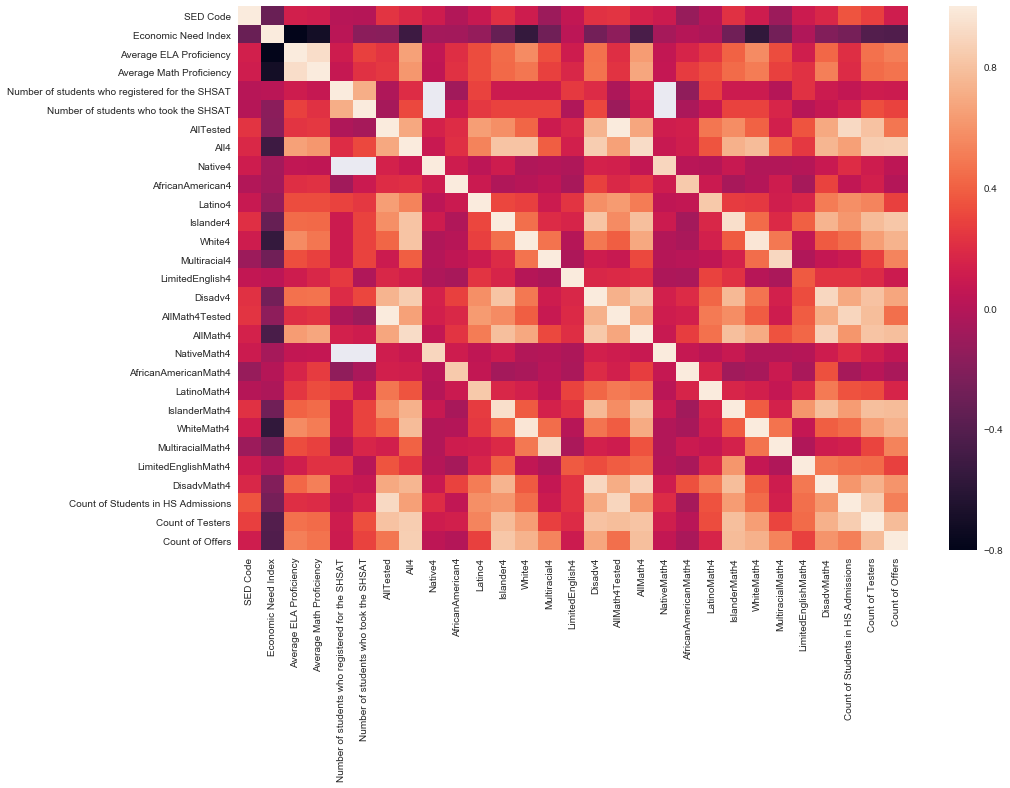 SED Code
Economic Need Index
Average ELA Proficiency
Average Math Proficiency
Number of students who registered for the SHSAT
Number of students who took the SHSAT
AllTested
All4
Native4
AfricanAmerican4
Latino4
Islander4
White4
Multiracial4
LimitedEnglish4
Disadv4
AllMath4Tested
AllMath4
NativeMath4
AfricanAmericanMath4
LatinoMath4
IslanderMath4
WhiteMath4
MultiracialMath4
LimitedEnglishMath4
DisadvMath4
Count of Students in HS Admissions
Count of Testers
Count of Offers
SED Code
Economic Need Index
Average ELA Proficiency
Average Math Proficiency
Number of students who registered for the SHSAT
Number of students who took the SHSAT
AllTested
All4
Native4
AfricanAmerican4
Latino4
Islander4
White4
Multiracial4
LimitedEnglish4
Disadv4
AllMath4Tested
AllMath4
NativeMath4
AfricanAmericanMath4
LatinoMath4
IslanderMath4
WhiteMath4
MultiracialMath4
LimitedEnglishMath4
DisadvMath4
Count of Students in HS Admissions
Count of Testers
Count of Offers
0.8
0.4
0.0
−0.4
−0.8